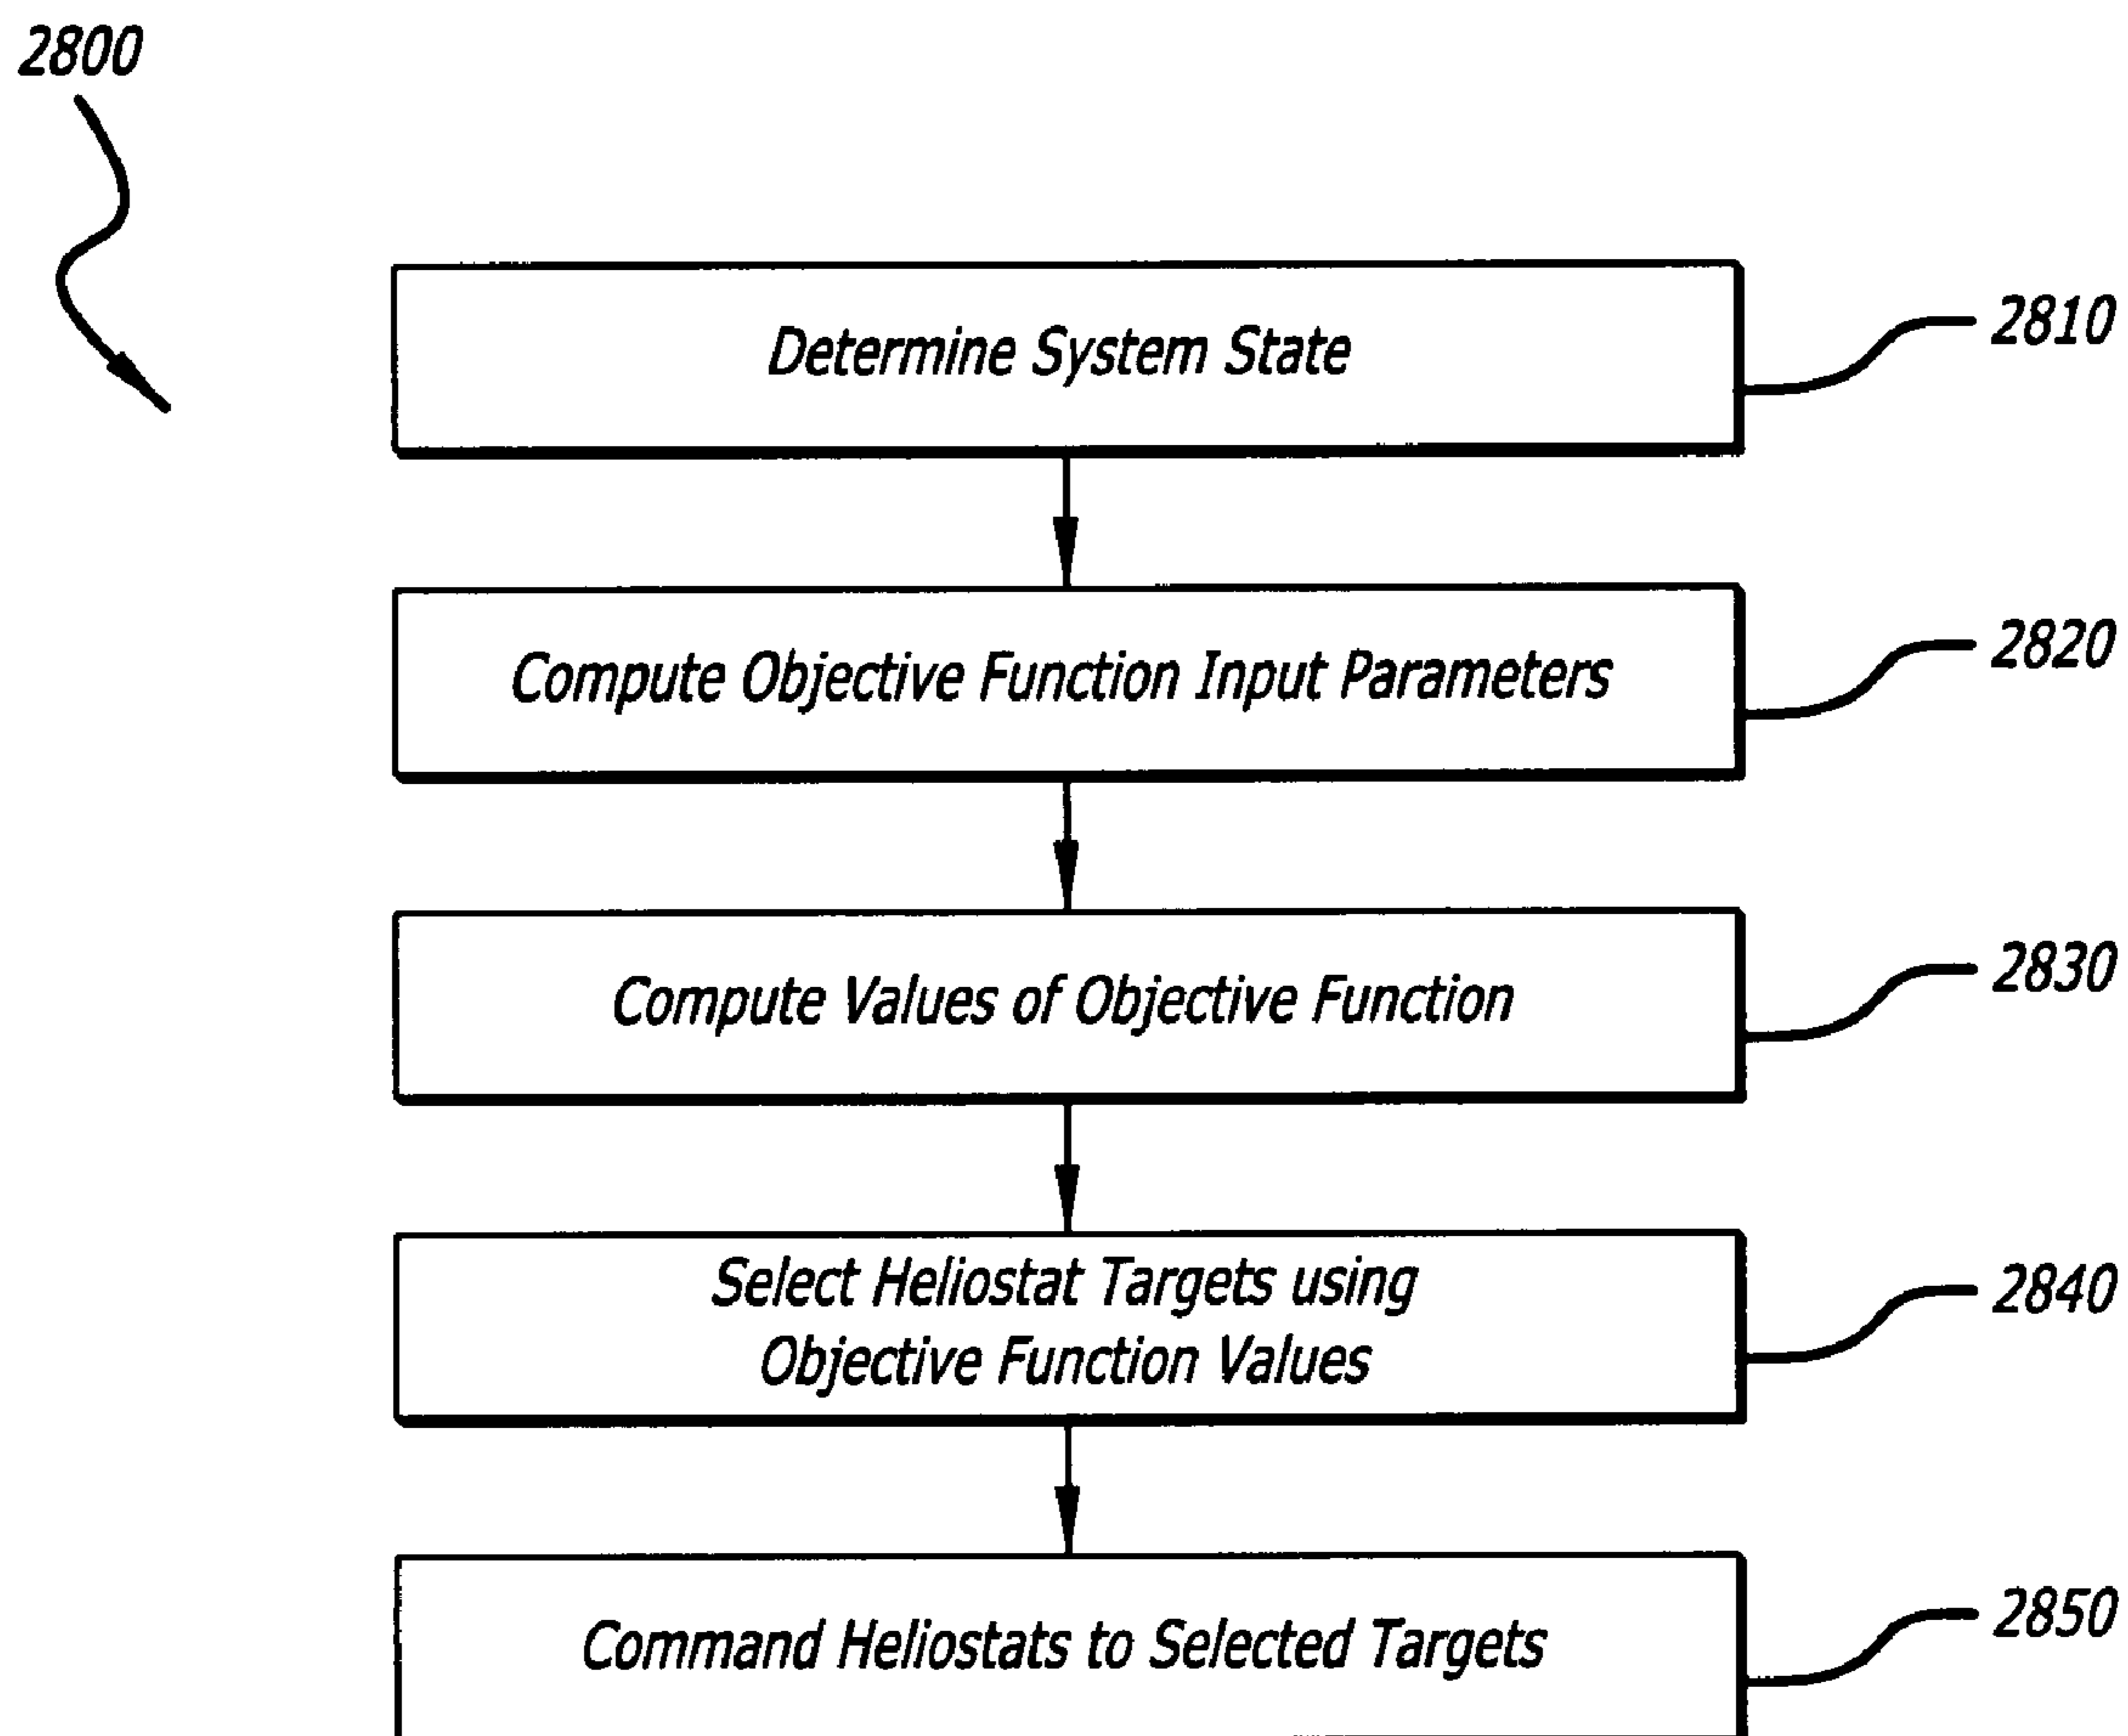 2800
Determine System State
2810
Compute Objective Function Input Parameters
2820
Compute Values of Objective Function
2830
Select Heliostat Targets using
Objective Function Values
2840
Command Heliostats to Selected Targets
2850